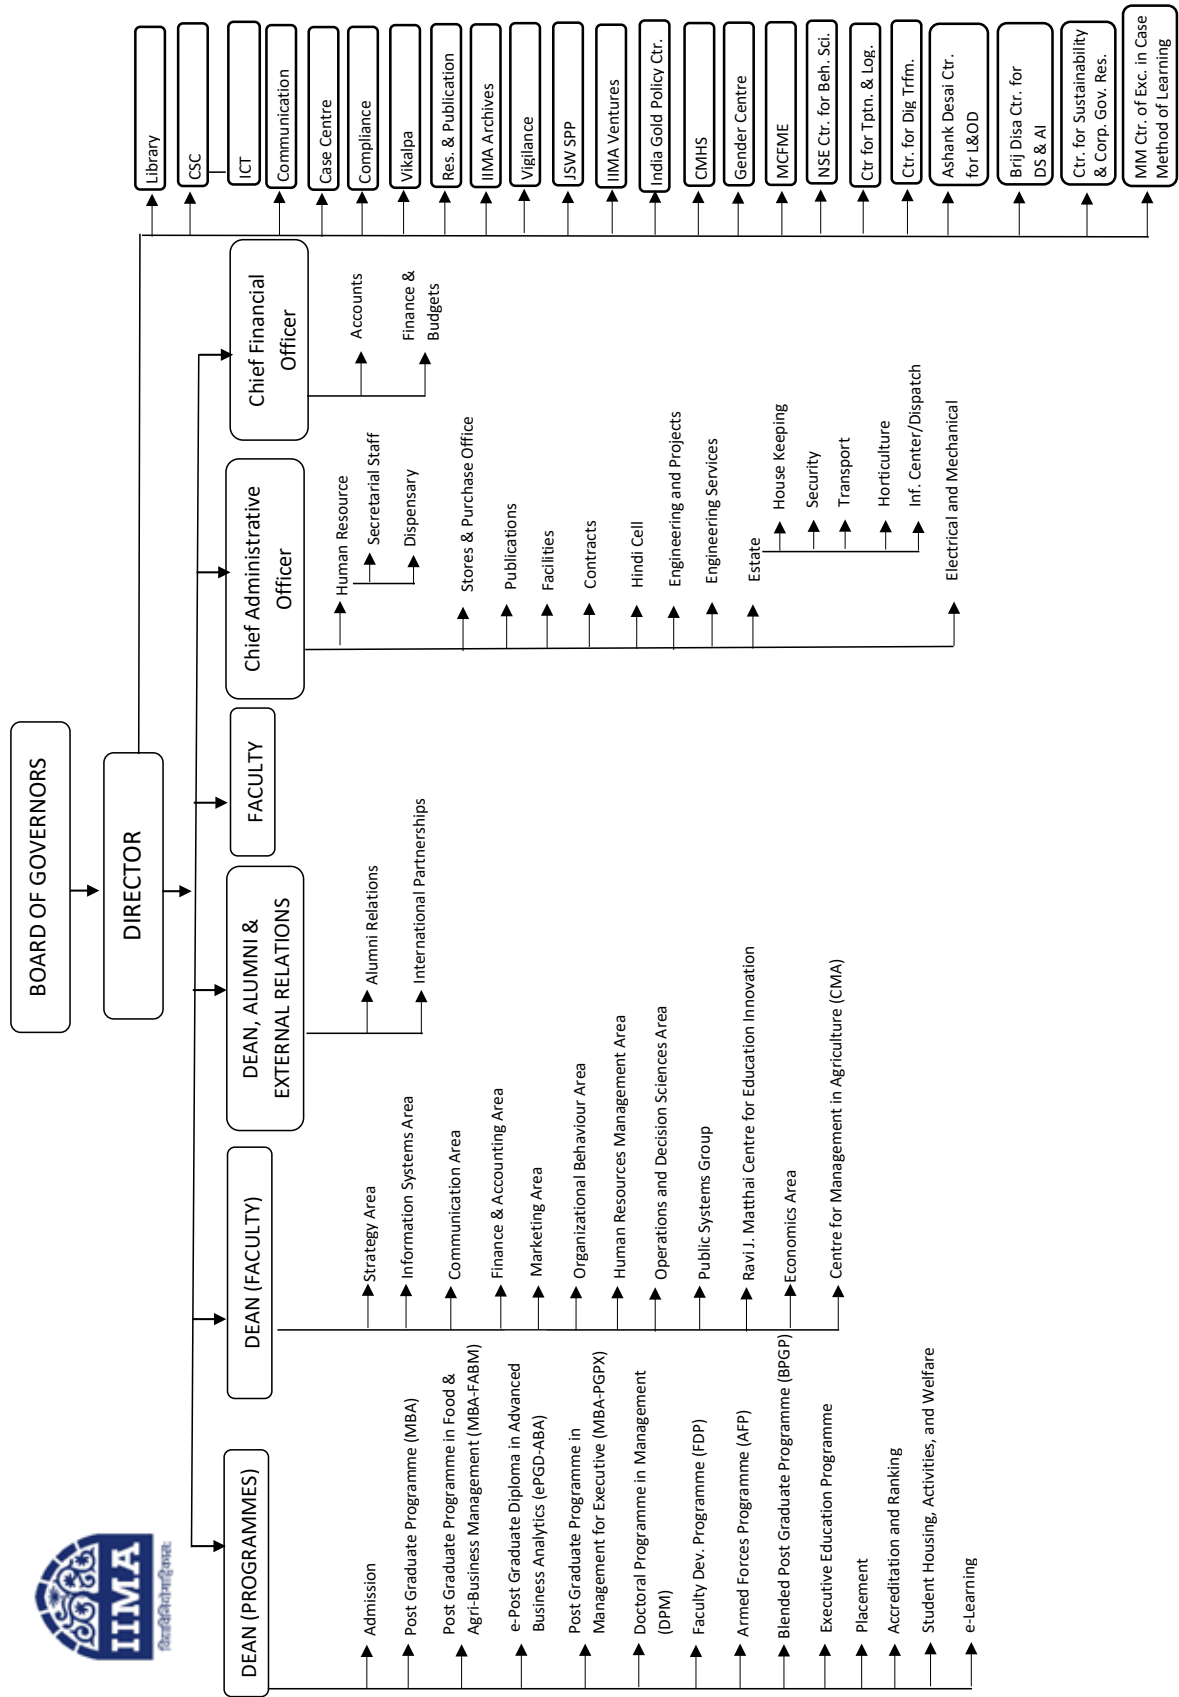 IIMA
BOARD OF GOVERNORS
DIRECTOR
DEAN (PROGRAMMES)
DEAN (FACULTY)
DEAN, ALUMNI &
EXTERNAL RELATIONS
FACULTY
Chief Administrative
Officer
Chief Financial
Officer
Admission
Post Graduate Programme (MBA)
Post Graduate Programme in Food &
Agri-Business Management (MBA-FABM)
e-Post Graduate Diploma in Advanced
Business Analytics (ePGD-ABA)
Post Graduate Programme in
Management for Executive (MBA-PGPX)
Doctoral Programme in Management
(DPM)
Faculty Dev. Programme (FDP)
Armed Forces Programme (AFP)
Blended Post Graduate Programme (BPGP)
Executive Education Programme
Placement
Accreditation and Ranking
Student Housing, Activities, and Welfare
e-Learning
Strategy Area
Information Systems Area
Communication Area
Finance & Accounting Area
Marketing Area
Organizational Behaviour Area
Human Resources Management Area
Operations and Decision Sciences Area
Public Systems Group
Ravi J. Matthai Centre for Education Innovation
Economics Area
Centre for Management in Agriculture (CMA)
Alumni Relations
International Partnerships
Human Resource
Secretarial Staff
Dispensary
Stores & Purchase Office
Publications
Facilities
Contracts
Hindi Cell
Engineering and Projects
Engineering Services
Estate
House Keeping
Security
Transport
Horticulture
Inf. Center/Dispatch
Electrical and Mechanical
Accounts
Finance &
Budgets
Library
CSC
ICT
Communication
Case Centre
Compliance
Vikalpa
Res. & Publication
IIMA Archives
Vigilance
JSW SPP
IIMA Ventures
India Gold Policy Ctr.
CMHS
Gender Centre
MCFME
NSE Ctr. for Beh. Sci.
Ctr for Tptn. & Log.
Ctr. for Dig Trfm.
Ashank Desai Ctr.
for L&OD
Brij Disa Ctr. for
DS & AI
Ctr. for Sustainability
& Corp. Gov. Res.
MM Ctr. of Exc. in Case
Method of Learning